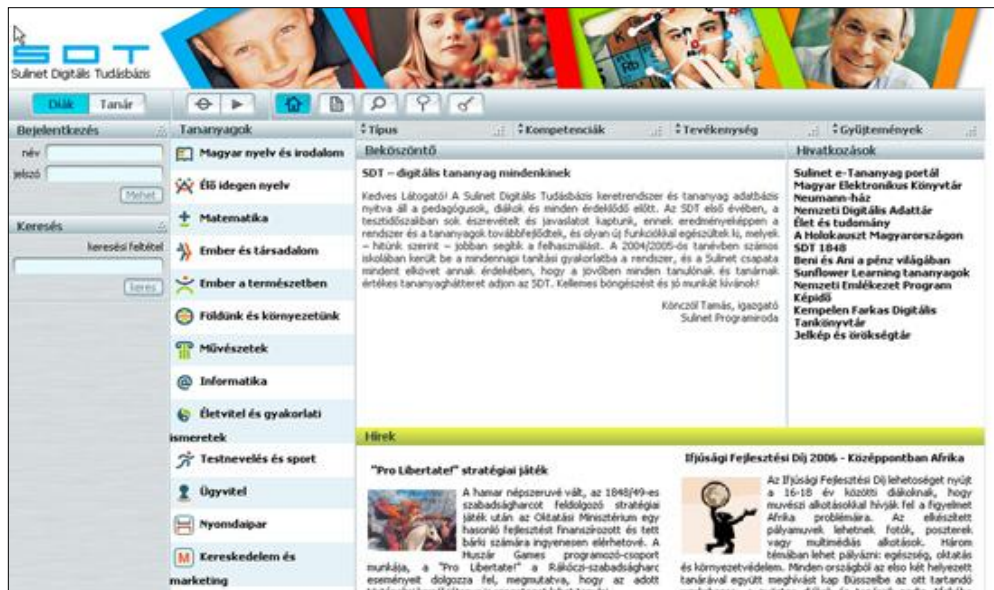 SDT
Sulinet Digitális Tudásbázis
Diák Tanár
Bejelentkezés
név
jelszó
Mehet
Keresés
keresési feltétel
keres
Tananyagok
Magyar nyelv és irodalom
Élő idegen nyelv
Matematika
Ember és társadalom
Ember a természetben
Földünk és környezetünk
Művészetek
Informatika
Életvitel és gyakorlati
ismeretek
Testnevelés és sport
Ügyvitel
Nyomdaipar
Kereskedelem és
marketing
Típus Kompetenciák Tevékenység Gyűjtemények
Beköszöntő
SDT – digitális tananyag mindenkinek
Kedves Látogató! A Sulinet Digitális Tudásbázis keretrendszer és tananyag adatbázis
nyitva áll a pedagógusok, diákok és minden érdeklődő előtt. Az SDT első évében, a
tesztidőszakban sok észrevételt és javaslatot kaptunk, ennek eredményeképpen a
rendszer és a tananyagok továbbfejlődtek, és olyan új funkciókkal egészültek ki, melyek
– hitünk szerint – jobban segítik a felhasználást. A 2004/2005-ös tanévben számos
iskolában került be a mindennapi tanítási gyakorlatba a rendszer, és a Sulinet csapata
mindent elkövet annak érdekében, hogy a jövőben minden tanulónak és tanárnak
értékes tananyaghátteret adjon az SDT. Kellemes böngészést és jó munkát kívánok!
Könczöl Tamás, igazgató
Sulinet Programiroda
Hivatkozások
Sulinet e-Tananyag portál
Magyar Elektronikus Könyvtár
Neumann-ház
Nemzeti Digitális Adattár
Élet és tudomány
A Holokauszt Magyarországon
SDT 1848
Beni és Ani a pénz világában
Sunflower Learning tananyagok
Nemzeti Emlékezet Program
Képidő
Kempelen Farkas Digitális
Tankönyvtár
Jelkép és örökségtár
Hírek
"Pro Libertate!" stratégiai játék
A hamar népszeruvé vált, az 1848/49-es
szabadságharcot feldolgozó stratégiai
játék után az Oktatási Minisztérium egy
hasonló fejlesztést finanszírozott és tett
bárki számára ingyenesen elérhetővé. A
Huszár Games programozó-csoport
munkája, a "Pro Libertate!" a Rákóczi-szabadságharc
eseményeit dolgozza fel, megmutatva, hogy az adott
Ifjúsági Fejlesztési Díj 2006 - Középpontban Afrika
Az Ifjúsági Fejlesztési Díj lehetoséget nyújt
a 16-18 év közötti diákoknak, hogy
muvészi alkotásokkal hívják fel a figyelmet
Afrika problémáira. Az elkészített
pályamuvek lehetnek fotók, poszterek
vagy multimédiás alkotások. Három
témában lehet pályázni: egészség, oktatás
és környezetvédelem. Minden országból az elso két helyezett
tanárával együtt meghívást kap Büsszelbe az ott tartandó